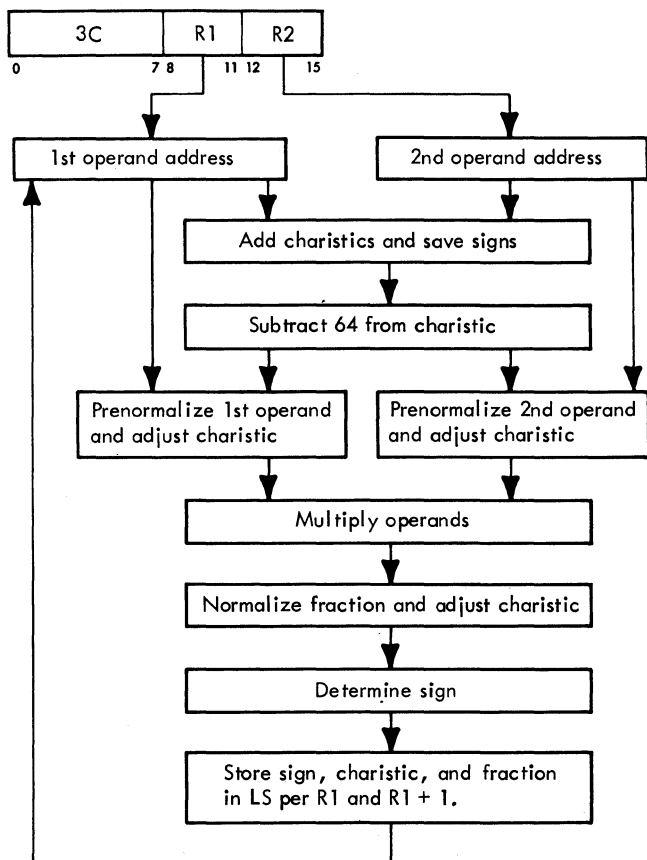 3C R1 R2
0 7 8 11 12 15
1st operand address
2nd operand address
Add charistics and save signs
Subtract 64 from charistic
Prenormalize 1st operand
and adjust charistic
Prenormalize 2nd operand
and adjust charistic
Multiply operands
Normalize fraction and adjust charistic
Determine sign
Store sign, charistic, and fraction
in LS per R1 and R1 + 1.